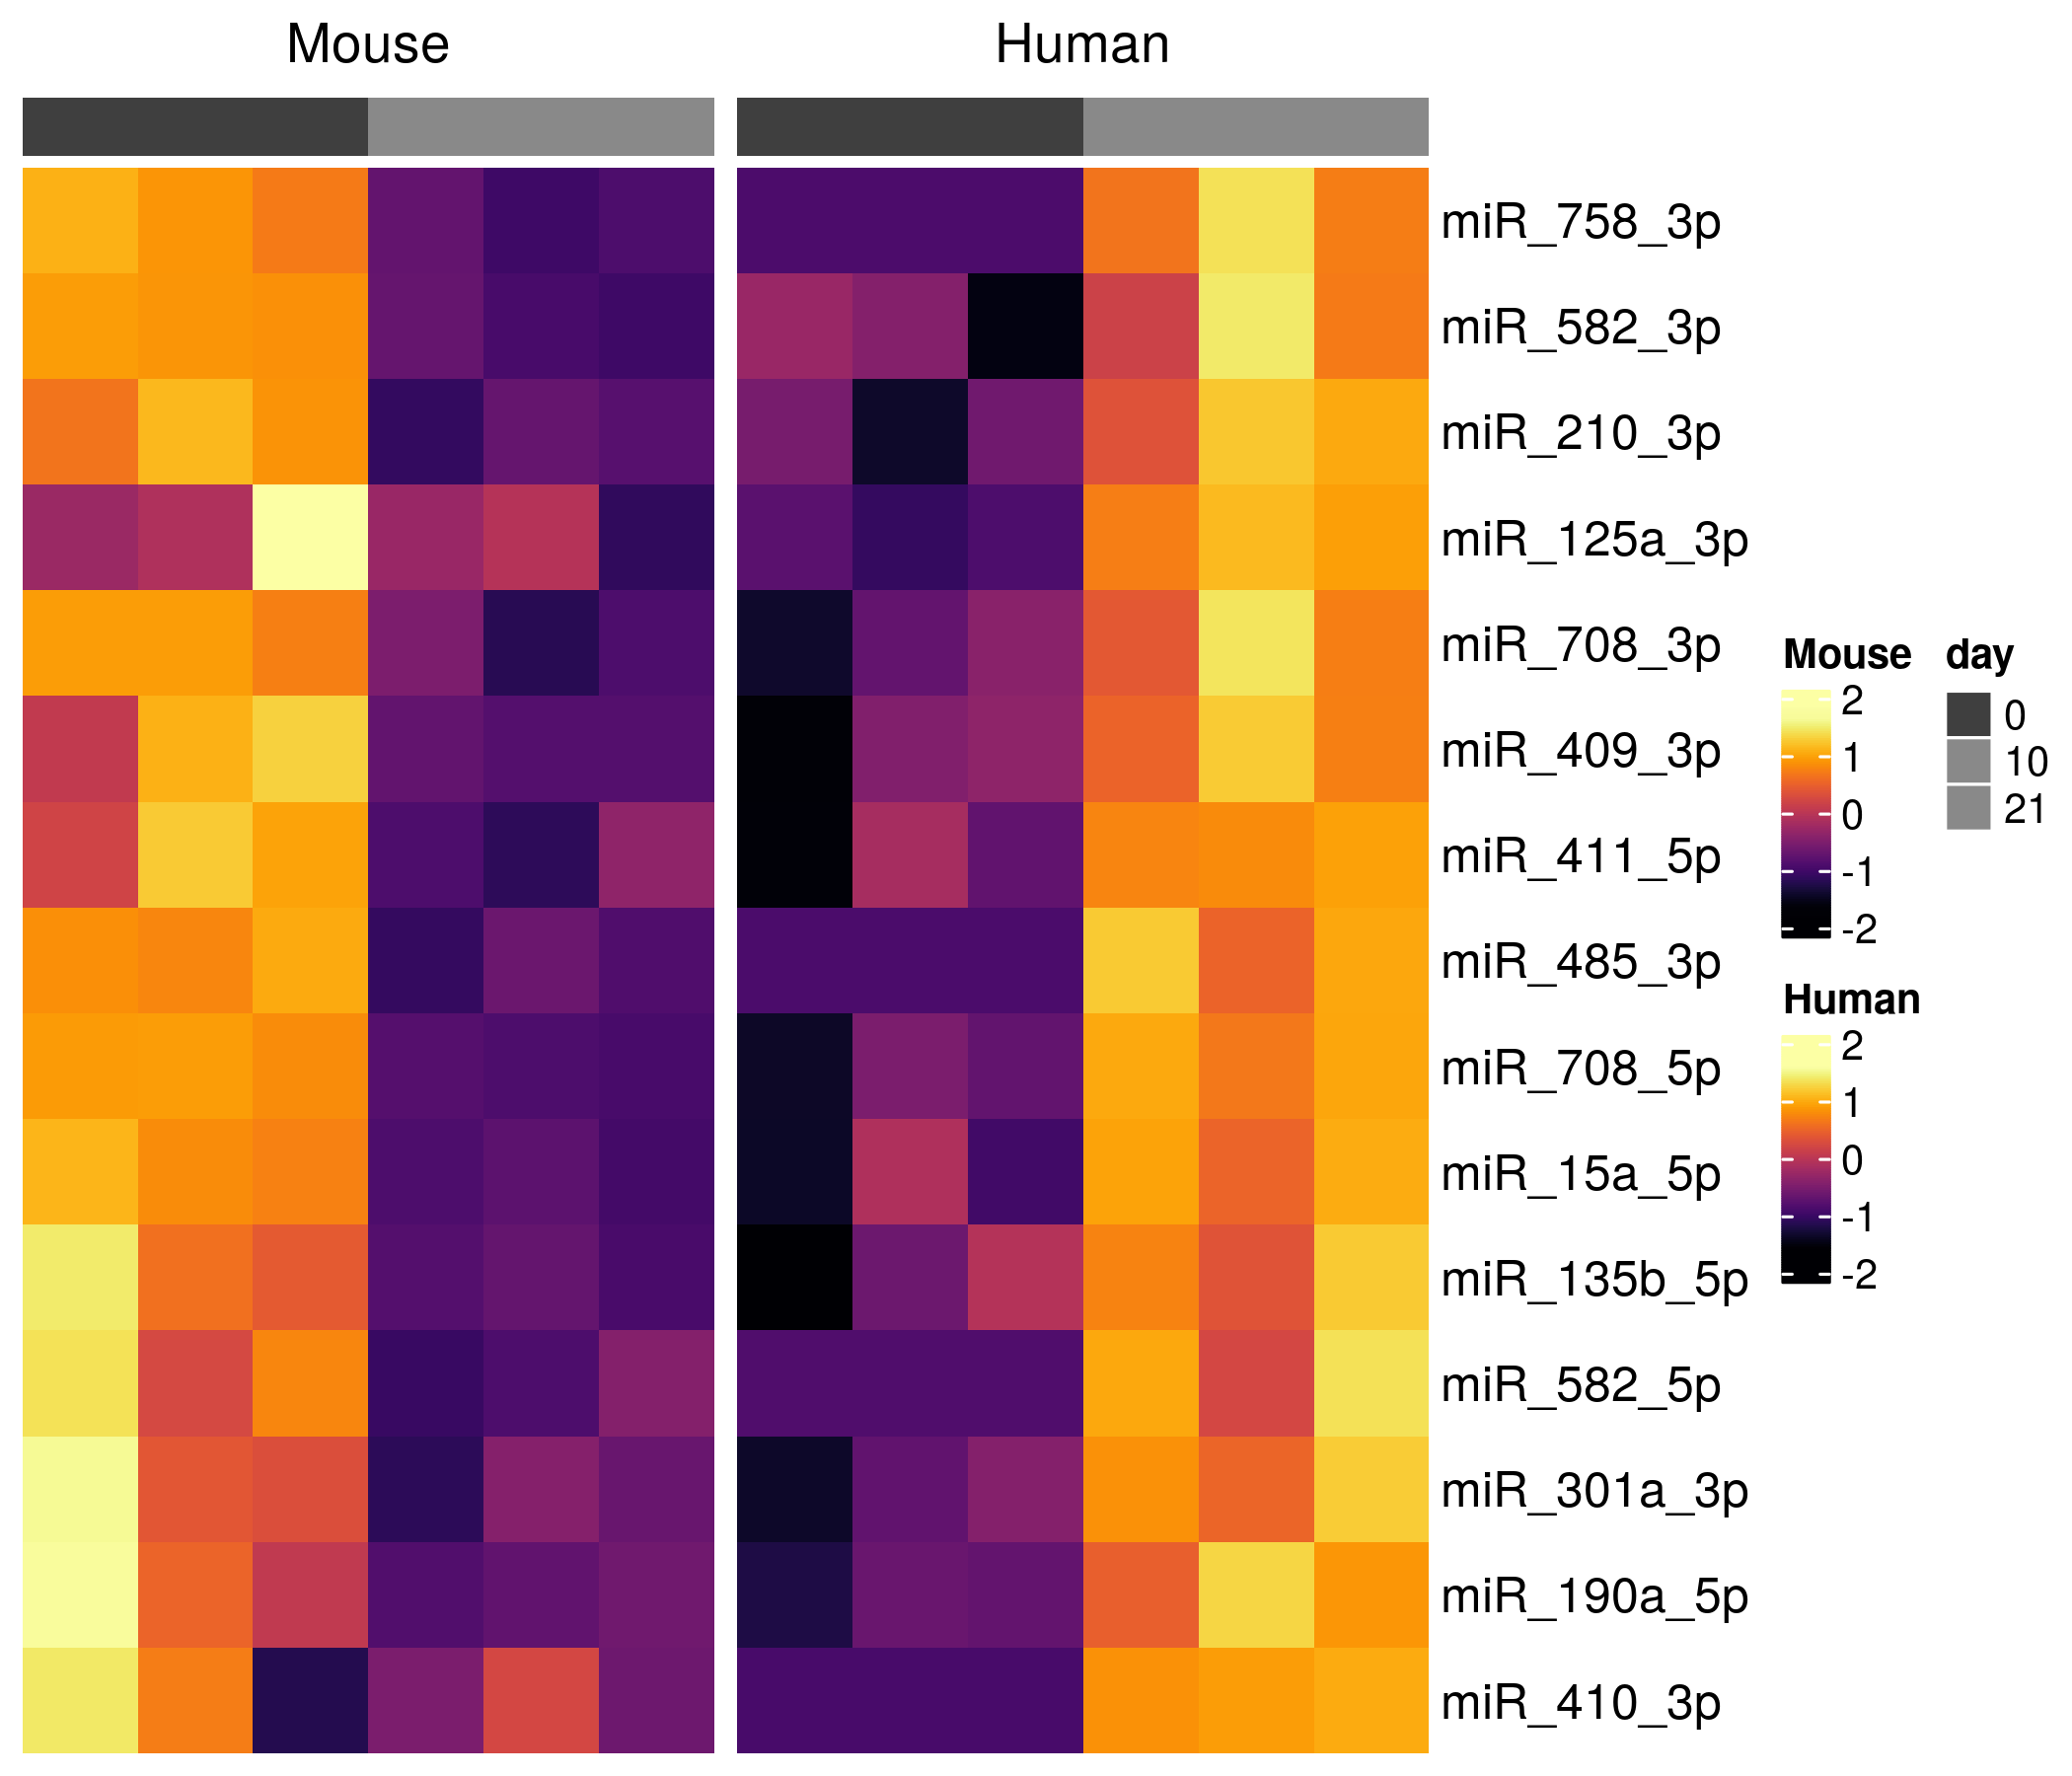 Mouse Human
miR_758_3p
miR_582_3p
miR_210_3p
miR_125a_3p
miR_708_3p
miR_409_3p
miR_411_5p
miR_485_3p
miR_708_5p
miR_15a_5p
miR_135b_5p
miR_582_5p
miR_301a_3p
miR_190a_5p
miR_410_3p
Mouse
2
1
0
-1
-2
day
0
10
21
Human
2
1
0
-1
-2